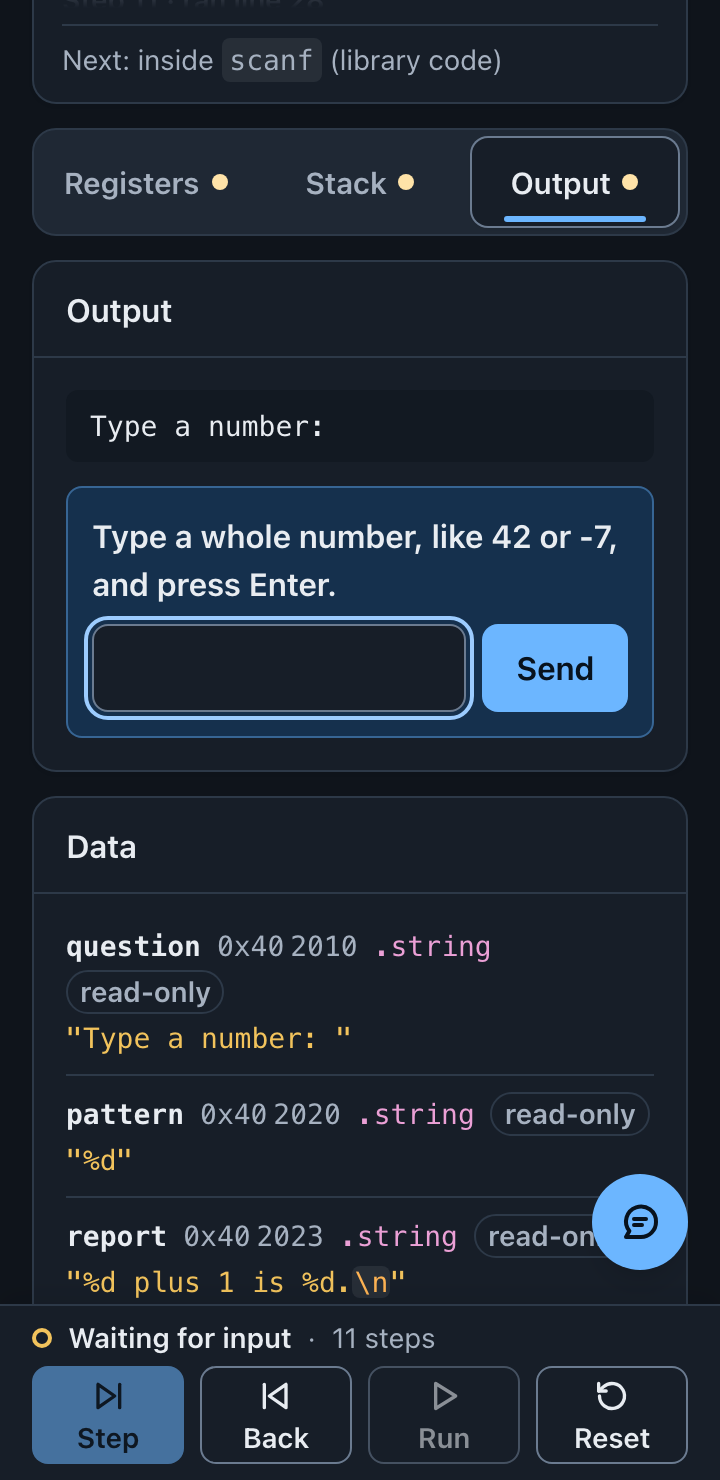 Next: inside scanf (library code)
Registers
Stack
Output
Output
Type a number:
Type a whole number, like 42 or -7,
and press Enter.
Send
Data
question 0x40 2010 .string
read-only
"Type a number: "
pattern 0x40 2020 .string read-only
"%d"
report 0x40 2023 .string
"%d plus 1 is %d.\n"
Waiting for input · 11 steps
Step
Back
Run
Reset